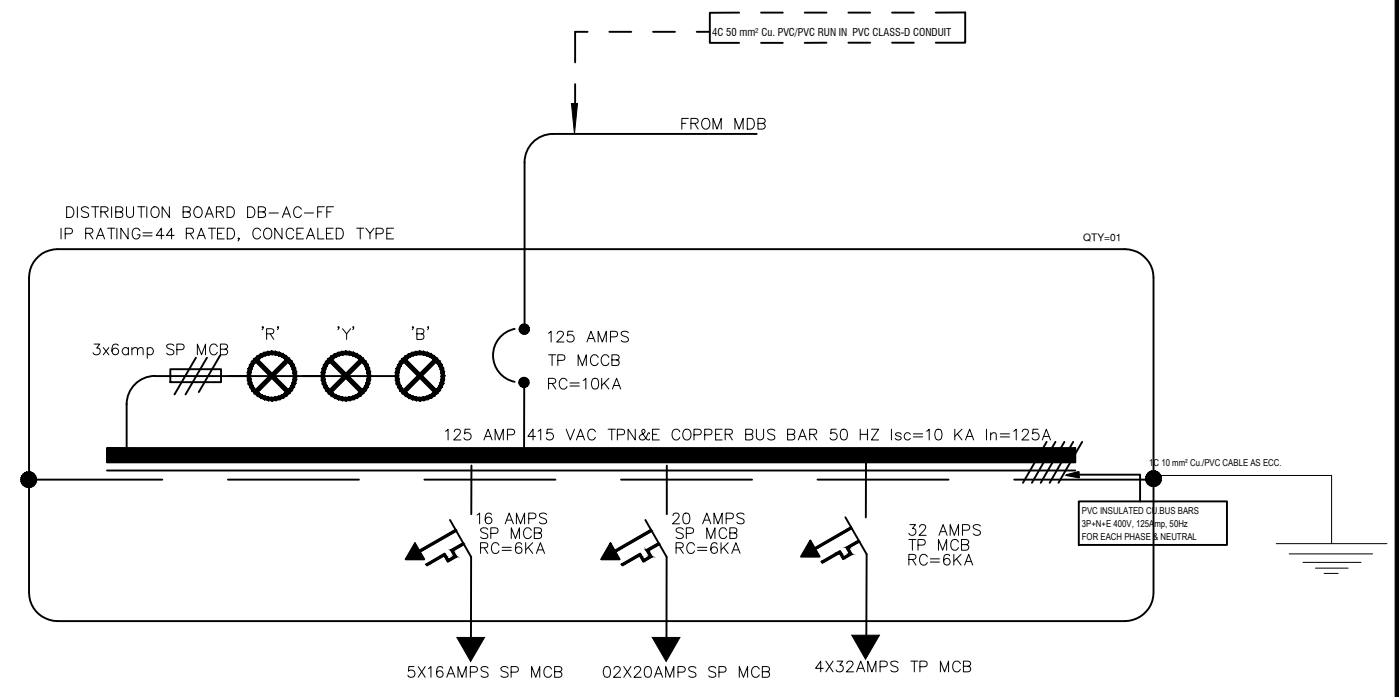 4C 50 mm² Cu. PVC/PVC RUN IN PVC CLASS-D CONDUIT
FROM MDB
DISTRIBUTION BOARD DB-AC-FF
IP RATING=44 RATED, CONCEALED TYPE
QTY=01
'R'
'Y'
'B'
3x6amp SP MCB
125 AMPS
TP MCCB
RC=10KA
125 AMP 415 VAC TPN&E COPPER BUS BAR 50 HZ Isc=10 KA In=125A
1C 10 mm² Cu./PVC CABLE AS ECC.
PVC INSULATED CU.BUS BARS
3P+N+E 400V, 125Amp, 50Hz
FOR EACH PHASE & NEUTRAL
16 AMPS
SP MCB
RC=6KA
20 AMPS
SP MCB
RC=6KA
32 AMPS
TP MCB
RC=6KA
5X16AMPS SP MCB
02X20AMPS SP MCB
4X32AMPS TP MCB